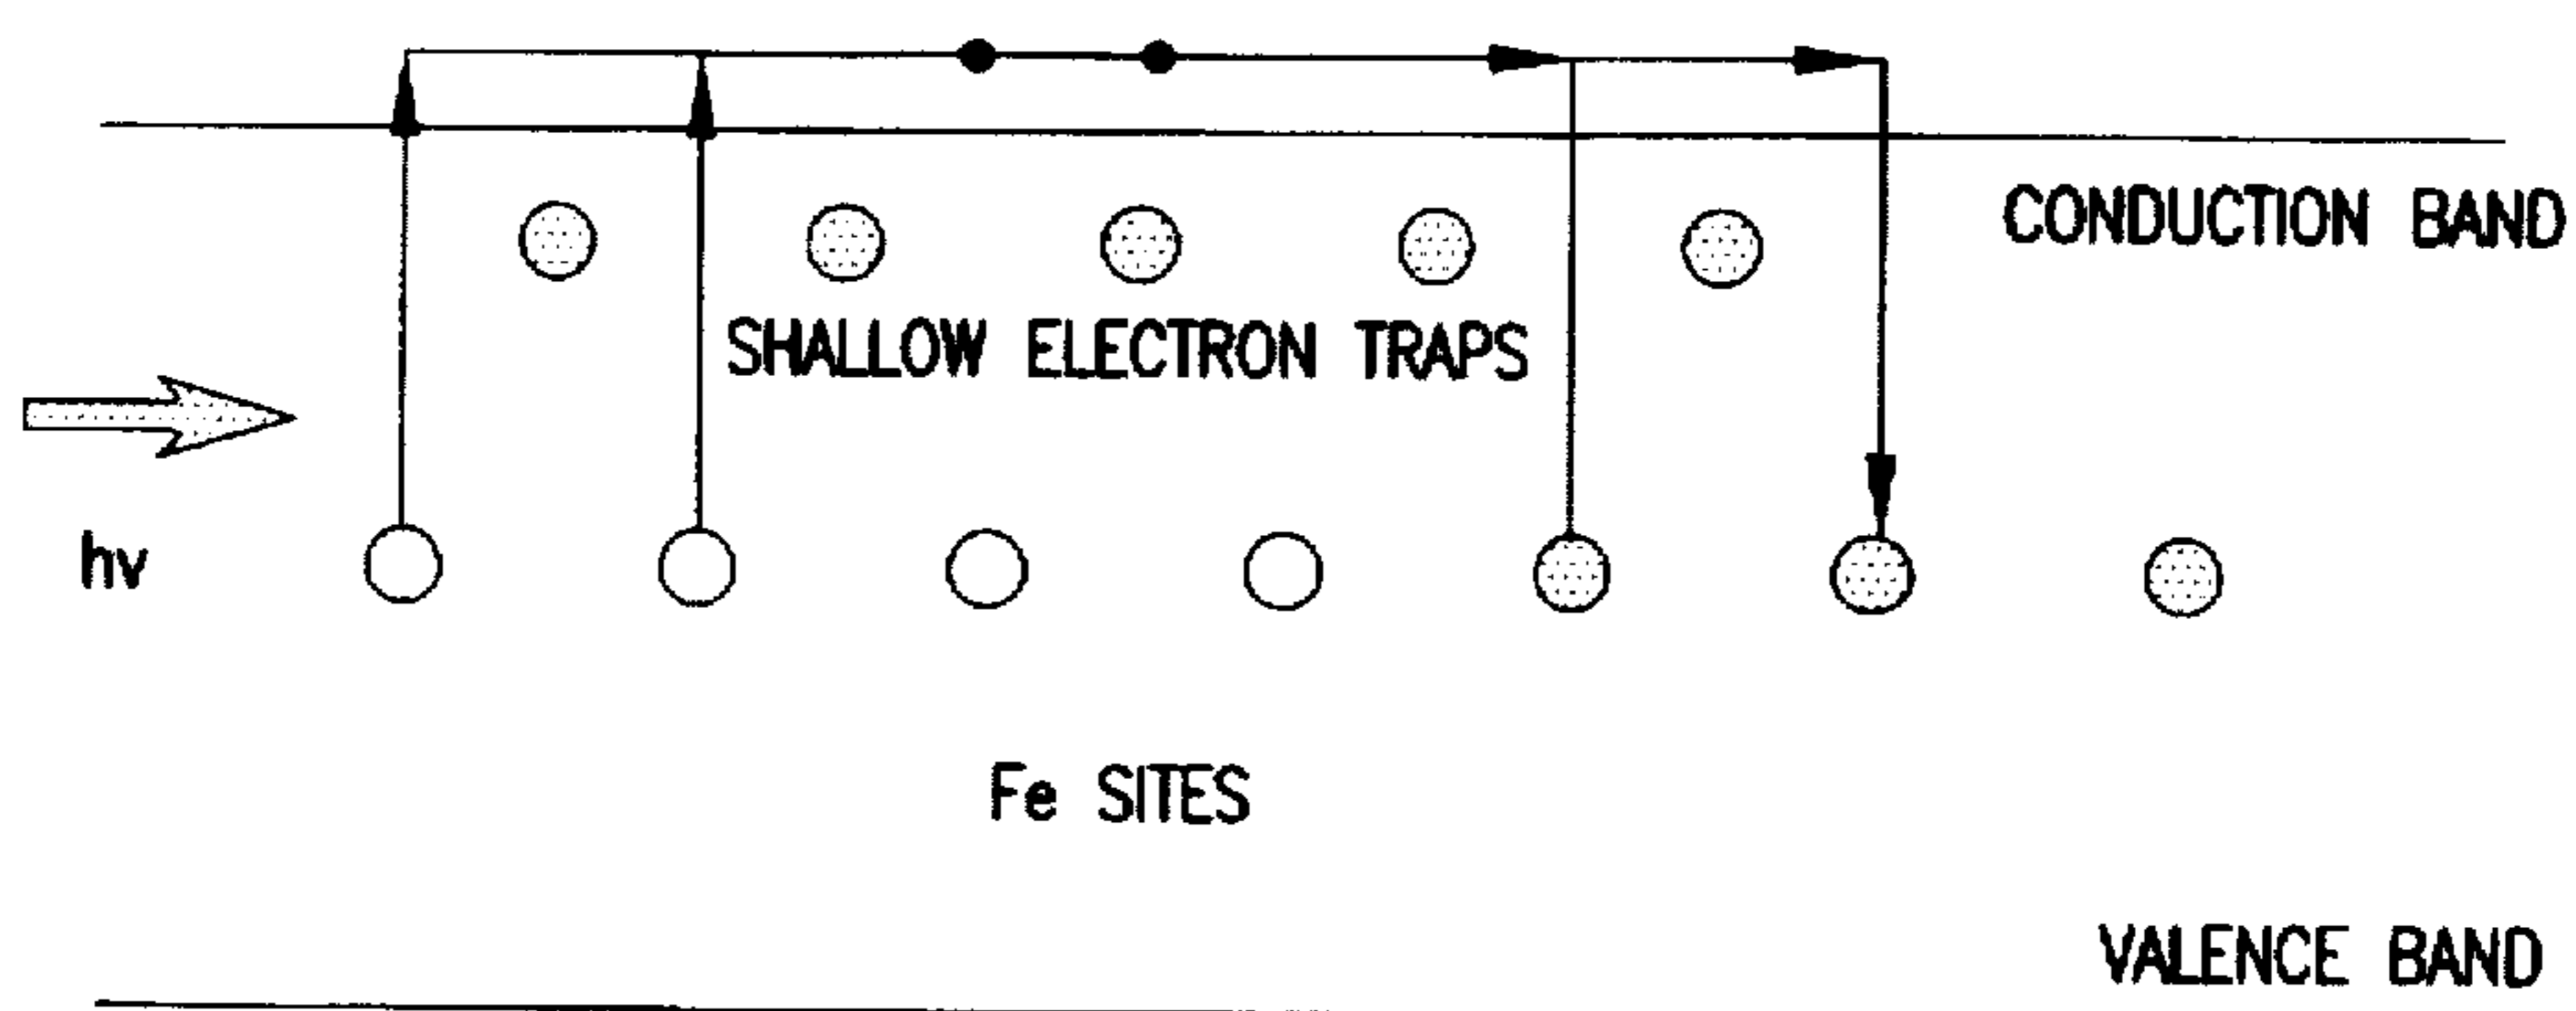 CONDUCTION BAND
SHALLOW ELECTRON TRAPS
hv
Fe SITES
VALENCE BAND